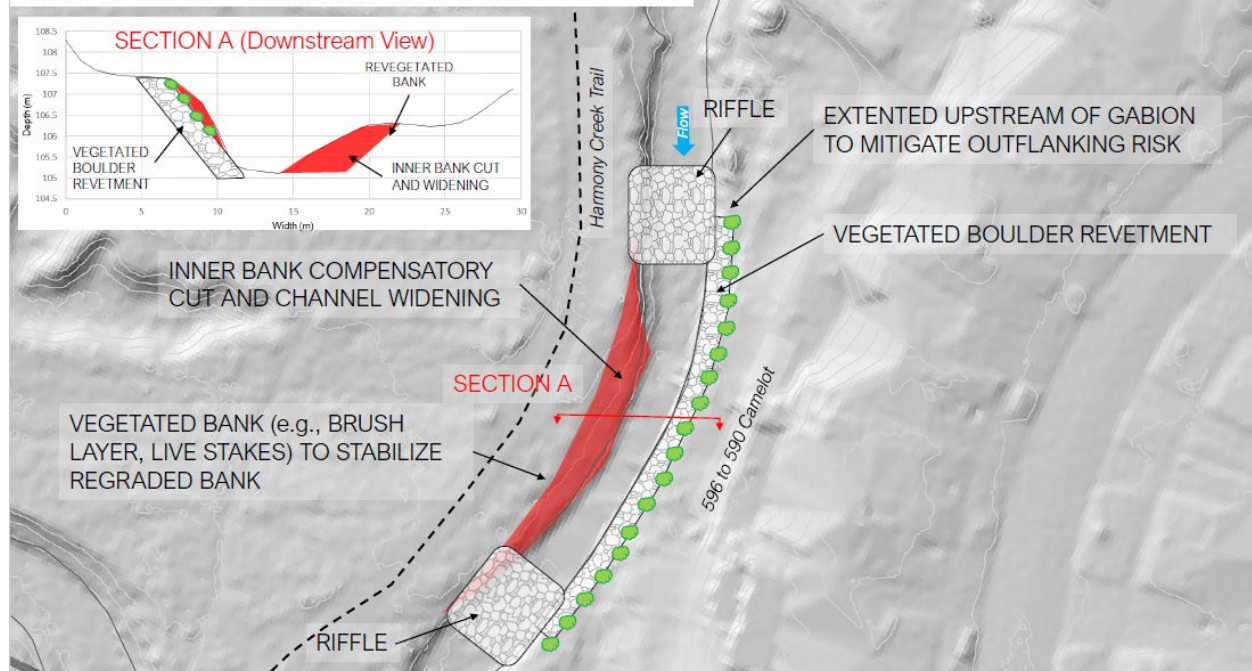 SECTION A (Downstream View)
108.5
108
107.5
107
106.5
106
105.5
105
104.5
Depth (m)
0
5
10
15
20
25
30
Width (m)
REVEGETATED
BANK
VEGETATED
BOULDER
REVETMENT
INNER BANK CUT
AND WIDENING
Harmony Creek Trail
Flow
RIFFLE
EXTENTED UPSTREAM OF GABION
TO MITIGATE OUTFLANKING RISK
VEGETATED BOULDER REVETMENT
INNER BANK COMPENSATORY
CUT AND CHANNEL WIDENING
SECTION A
VEGETATED BANK (e.g., BRUSH
LAYER, LIVE STAKES) TO STABILIZE
REGRADED BANK
596 to 590 Camelot
RIFFLE